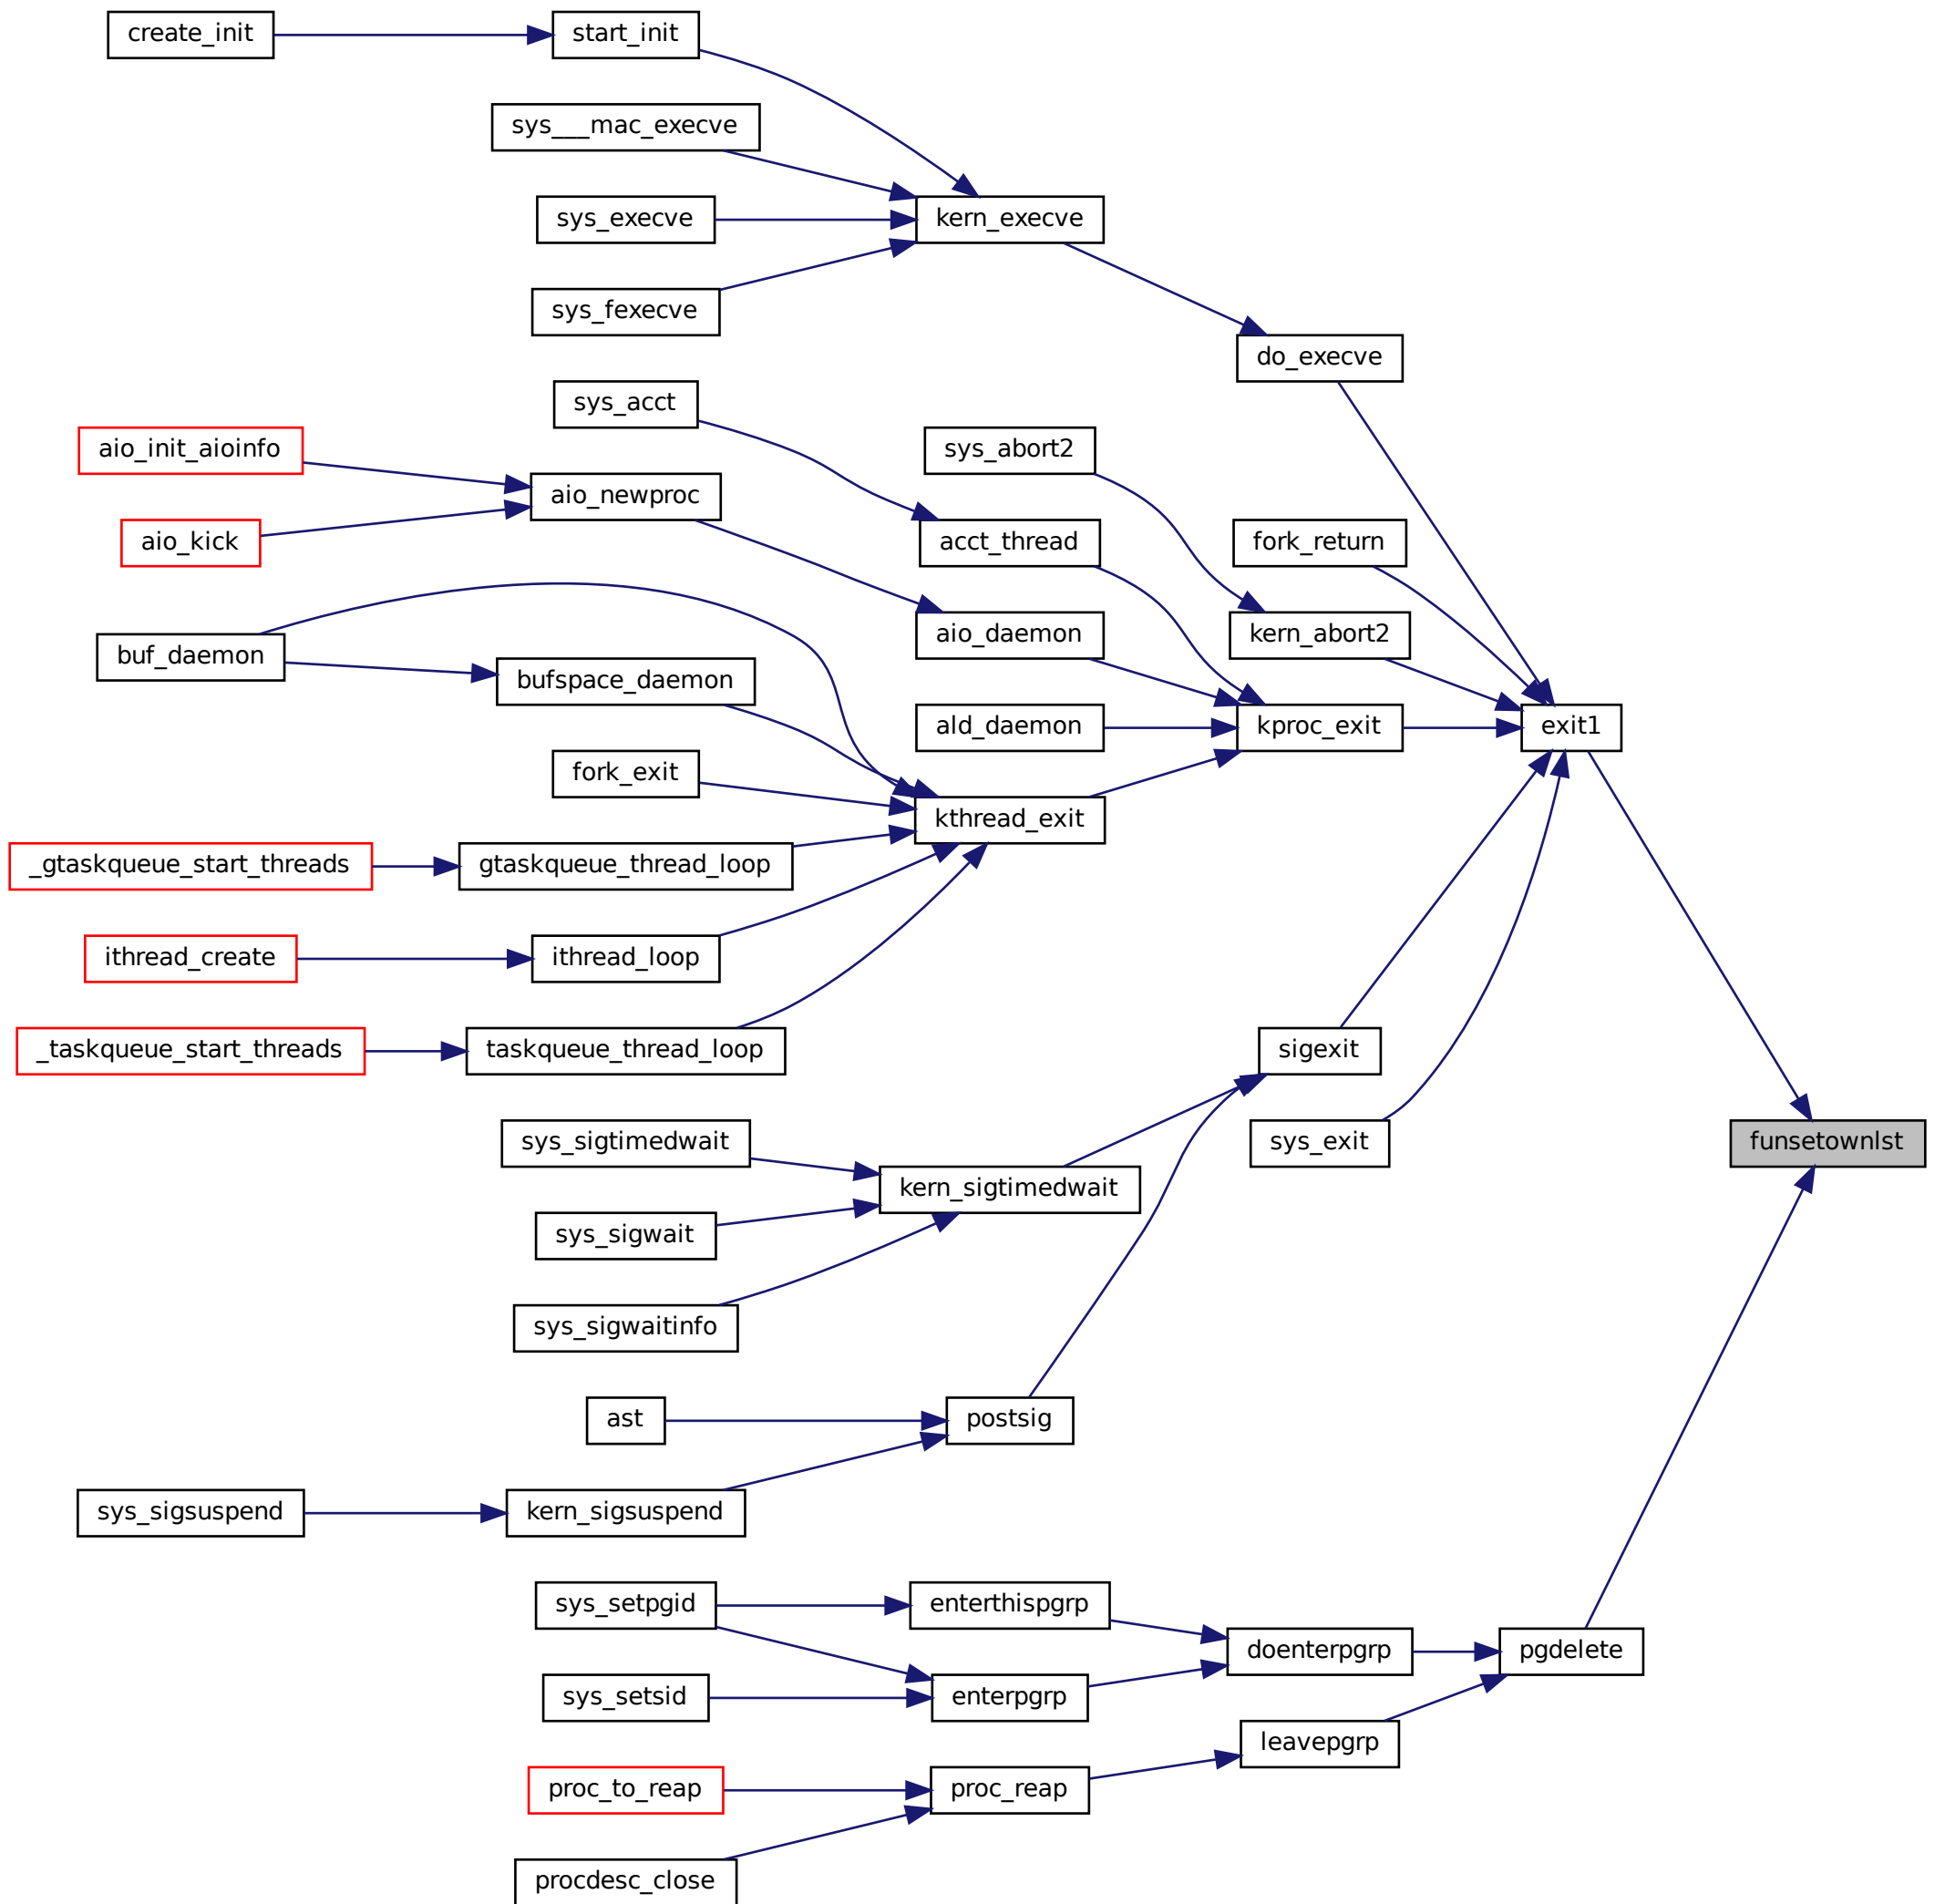 create_init
start_init
sys___mac_execve
sys_execve
kern_execve
sys_fexecve
do_execve
sys_acct
aio_init_aioinfo
sys_abort2
aio_newproc
aio_kick
acct_thread
fork_return
buf_daemon
aio_daemon
kern_abort2
bufspace_daemon
ald_daemon
kproc_exit
exit1
fork_exit
kthread_exit
_gtaskqueue_start_threads
gtaskqueue_thread_loop
ithread_create
ithread_loop
_taskqueue_start_threads
taskqueue_thread_loop
sigexit
sys_sigtimedwait
sys_exit
funsetownlst
kern_sigtimedwait
sys_sigwait
sys_sigwaitinfo
ast
postsig
sys_sigsuspend
kern_sigsuspend
sys_setpgid
enterthispgrp
doenterpgrp
pgdelete
sys_setsid
enterpgrp
leavepgrp
proc_to_reap
proc_reap
procdesc_close